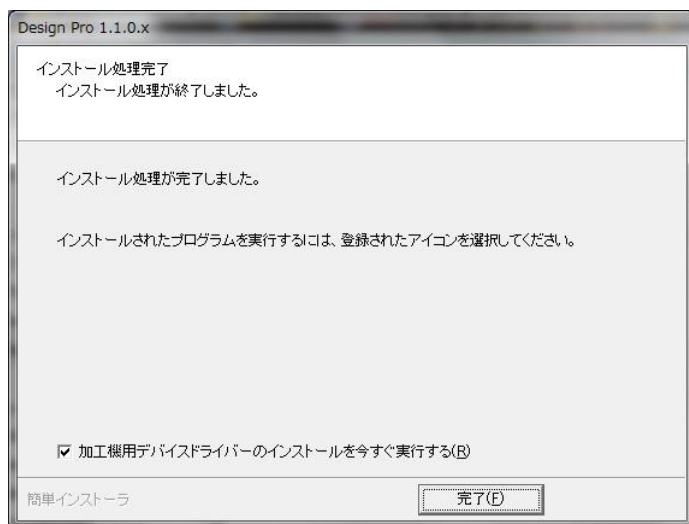 Design Pro 1.1.0.x
インストール処理完了
インストール処理が終了しました。
インストール処理が完了しました。
インストールされたプログラムを実行するには、登録されたアイコンを選択してください。
加工機用デバイスドライバーのインストールを今すぐ実行する(R)
簡単インストーラ
完了(F)